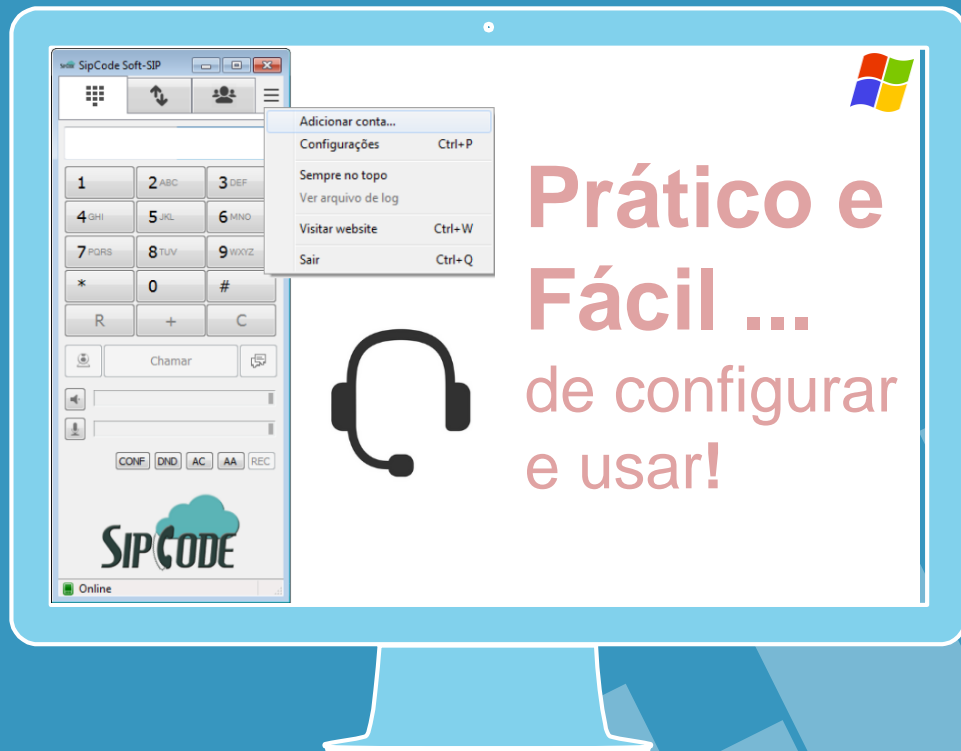 SipCode Soft-SIP
Adicionar conta...
Configurações Ctrl+P
Sempre no topo
Ver arquivo de log
Visitar website Ctrl+W
Sair Ctrl+Q
1 2 ABC 3 DEF
4 GHI 5 JKL 6 MNO
7 PQRS 8 TUV 9 WXYZ
* 0 #
R + C
Chamar
CONF DND AC AA REC
SIPCODE
Online
Prático e
Fácil ...
de configurar
e usar!